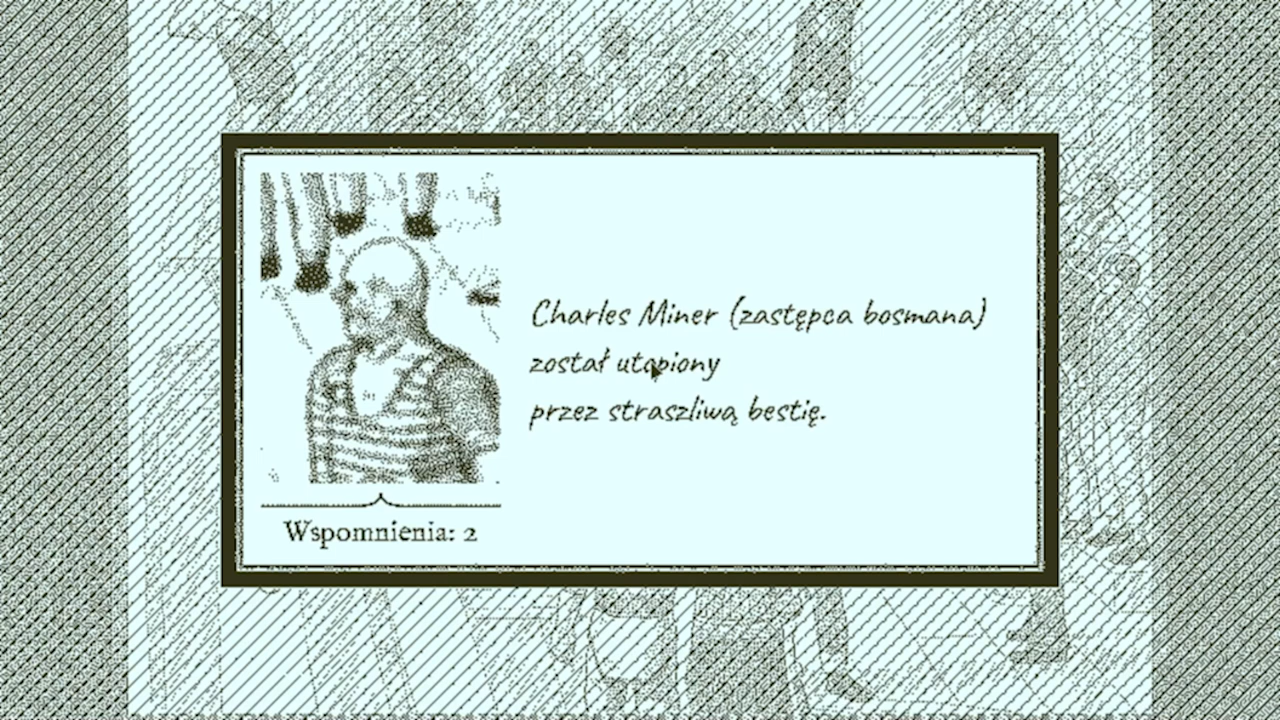 Charles Miner (zastępca bosmana)
został utopiony
przez straszliwą bestię.
Wspomnienia: 2